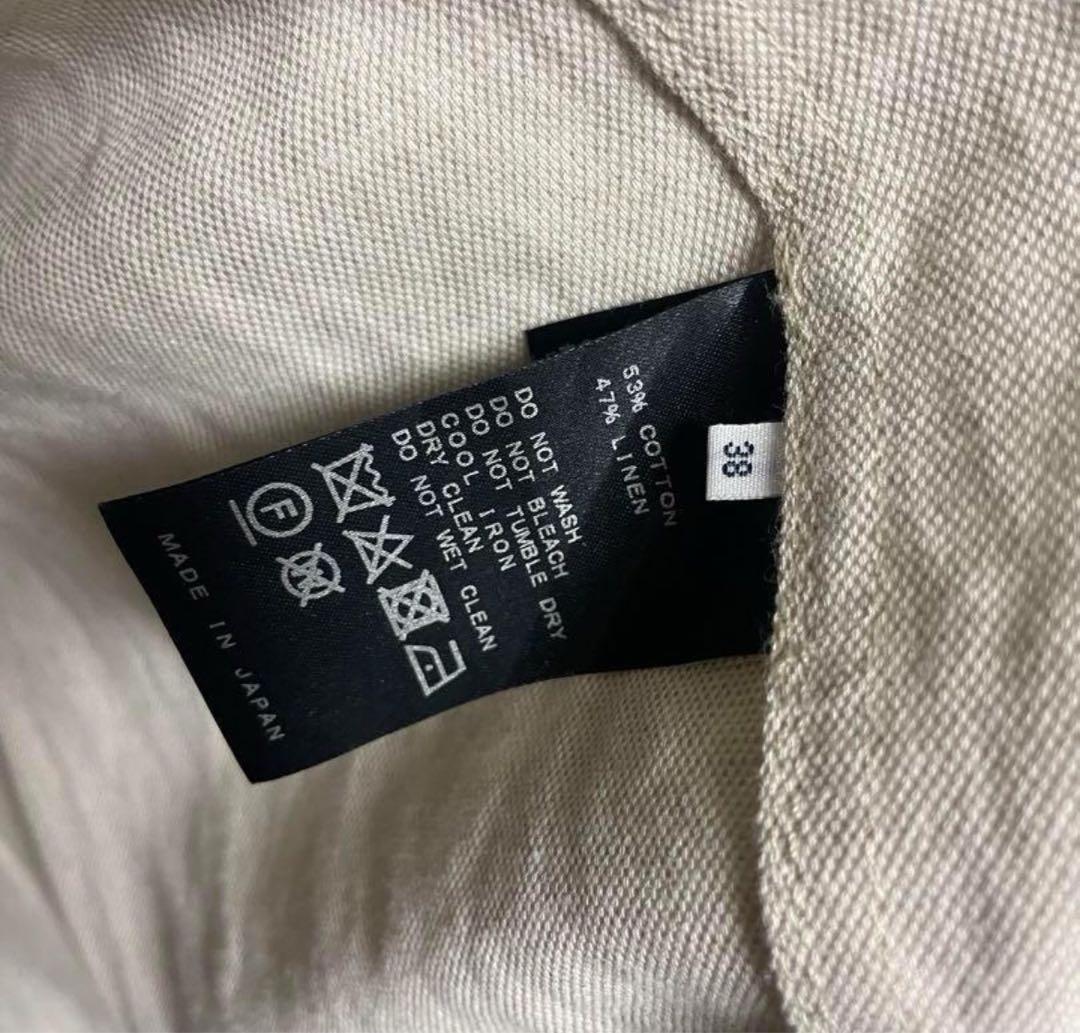 38
53% COTTON
47% LINEN
DO NOT WASH
DO NOT BLEACH
DO NOT TUMBLE DRY
COOL IRON
DRY CLEAN
DO NOT WET CLEAN
F
MADE IN JAPAN